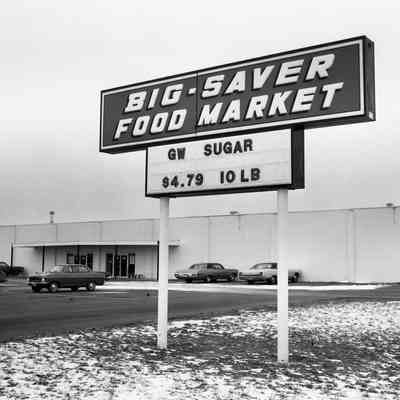 BIG-SAVER
FOOD MARKET
GW SUGAR
$4.79 10 LB